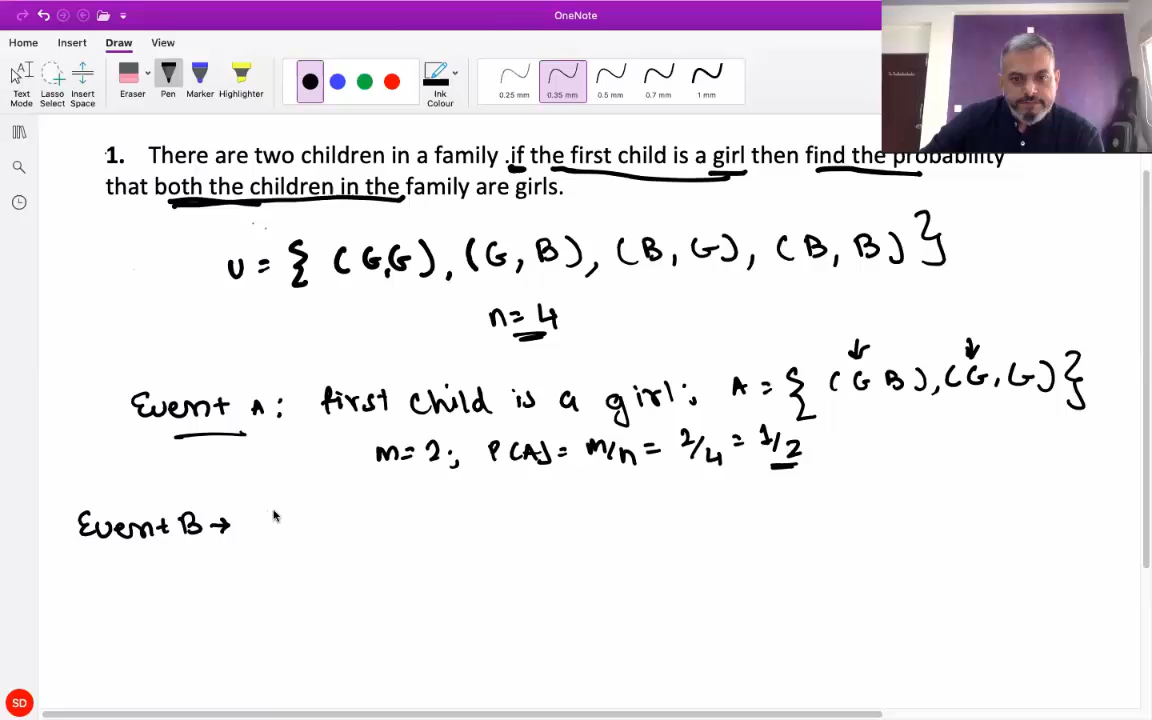 OneNote
Home Insert Draw View
Text Mode
Lasso Select
Insert Space
Eraser
Pen
Marker
Highlighter
Ink Colour
0.25 mm
0.35 mm
0.5 mm
0.7 mm
1 mm
1. There are two children in a family .if the first child is a girl then find the probability
that both the children in the family are girls.
U = { (G,G), (G, B), (B, G), (B, B) }
n = 4
Event A: first child is a girl; A = { (G B), (G, G) }
m = 2; P(A) = m/n = 2/4 = 1/2
Event B →
SD